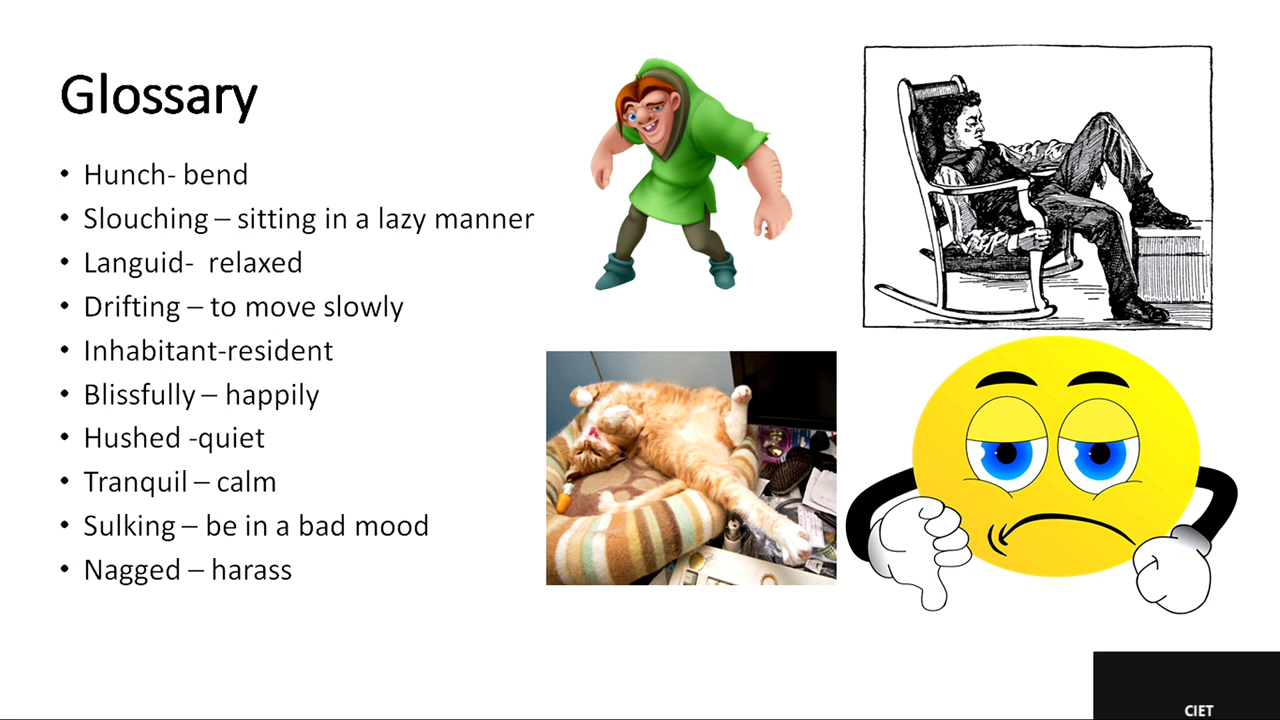 Glossary
• Hunch- bend
• Slouching – sitting in a lazy manner
• Languid-  relaxed
• Drifting – to move slowly
• Inhabitant-resident
• Blissfully – happily
• Hushed -quiet
• Tranquil – calm
• Sulking – be in a bad mood
• Nagged – harass
CIET